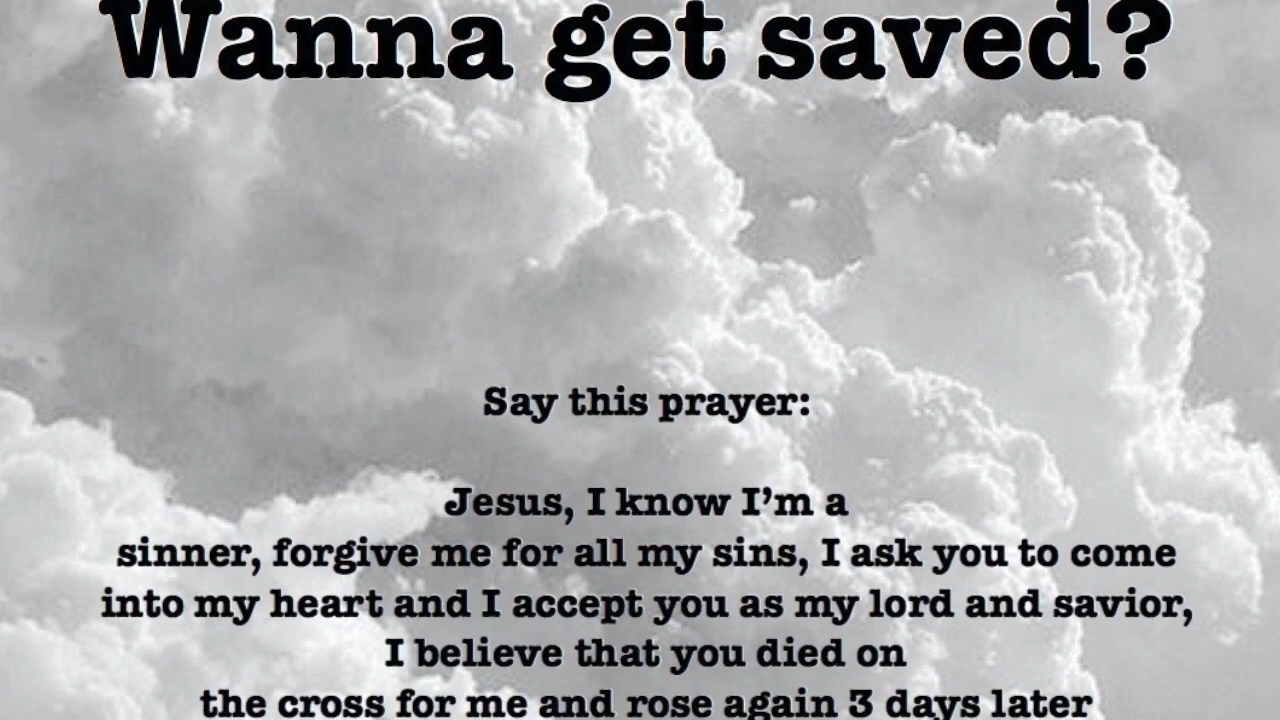 Wanna get saved?
Say this prayer:
Jesus, I know I’m a
sinner, forgive me for all my sins, I ask you to come
into my heart and I accept you as my lord and savior,
I believe that you died on
the cross for me and rose again 3 days later